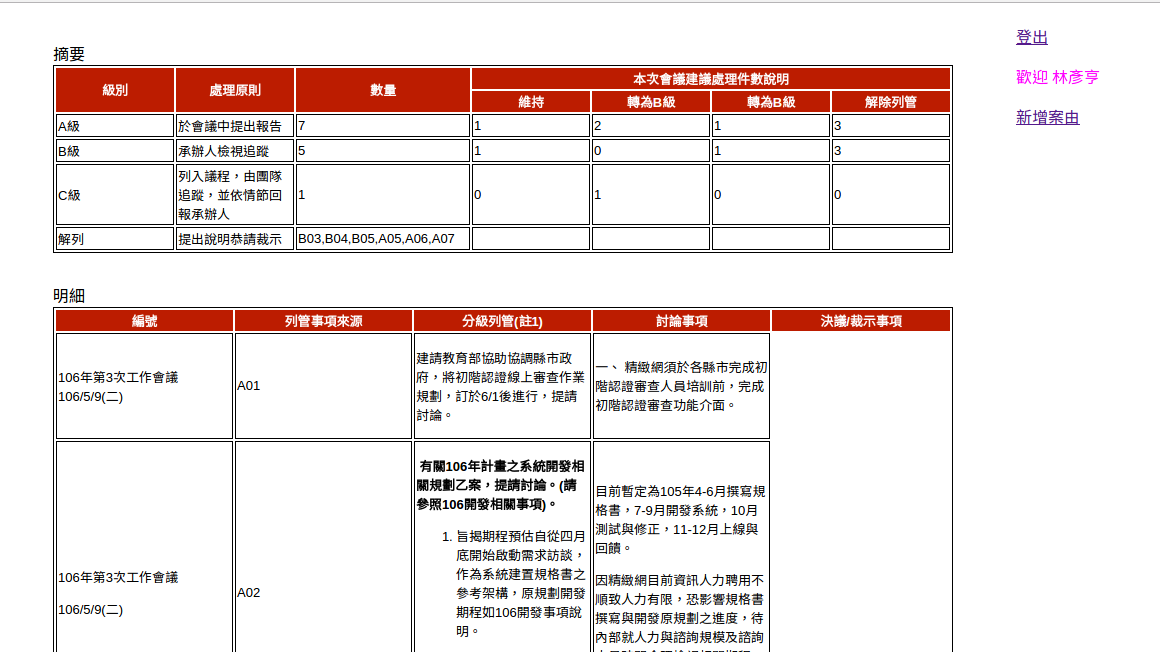 登出
歡迎 林彥亨
新增案由
摘要
級別 處理原則 數量 本次會議建議處理件數說明
維持 轉為B級 轉為B級 解除列管
A級 於會議中提出報告 7 1 2 1 3
B級 承辦人檢視追蹤 5 1 0 1 3
C級 列入議程，由團隊
追蹤，並依情節回
報承辦人 1 0 1 0 0
解列 提出說明恭請裁示 B03,B04,B05,A05,A06,A07
明細
編號 列管事項來源 分級列管(註1) 討論事項 決議/裁示事項
106年第3次工作會議
106/5/9(二)
A01
建請教育部協助協調縣市政
府，將初階認證線上審查作業
規劃，訂於6/1後進行，提請
討論。
一、 精緻網須於各縣市完成初
階認證審查人員培訓前，完成
初階認證審查功能介面。
106年第3次工作會議
106/5/9(二)
A02
有關106年計畫之系統開發相
關規劃乙案，提請討論。(請
參照106開發相關事項)。
1. 旨揭期程預估自從四月
底開始啟動需求訪談，
作為系統建置規格書之
參考架構，原規劃開發
期程如106開發事項說
明。
目前暫定為105年4-6月撰寫規
格書，7-9月開發系統，10月
測試與修正，11-12月上線與
回饋。
因精緻網目前資訊人力聘用不
順致人力有限，恐影響規格書
撰寫與開發原規劃之進度，待
內部就人力與諮詢規模及諮詢